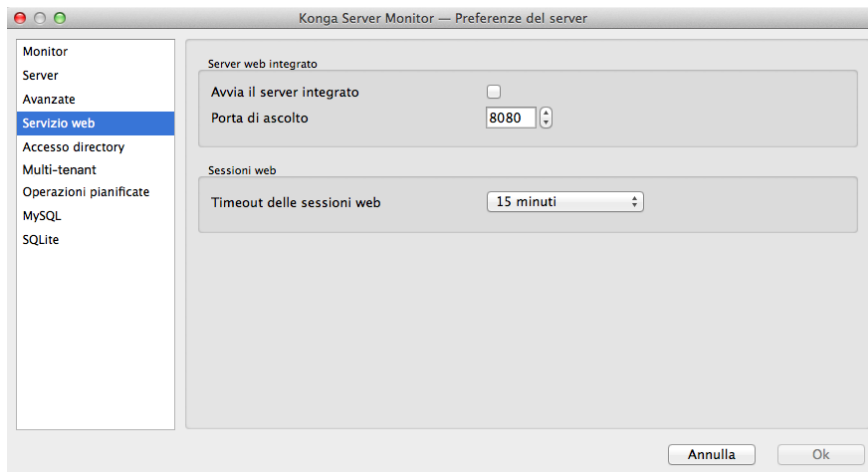 Konga Server Monitor — Preferenze del server
Monitor
Server
Avanzate
Servizio web
Accesso directory
Multi-tenant
Operazioni pianificate
MySQL
SQLite
Server web integrato
Avvia il server integrato
Porta di ascolto 8080
Sessioni web
Timeout delle sessioni web 15 minuti
Annulla Ok